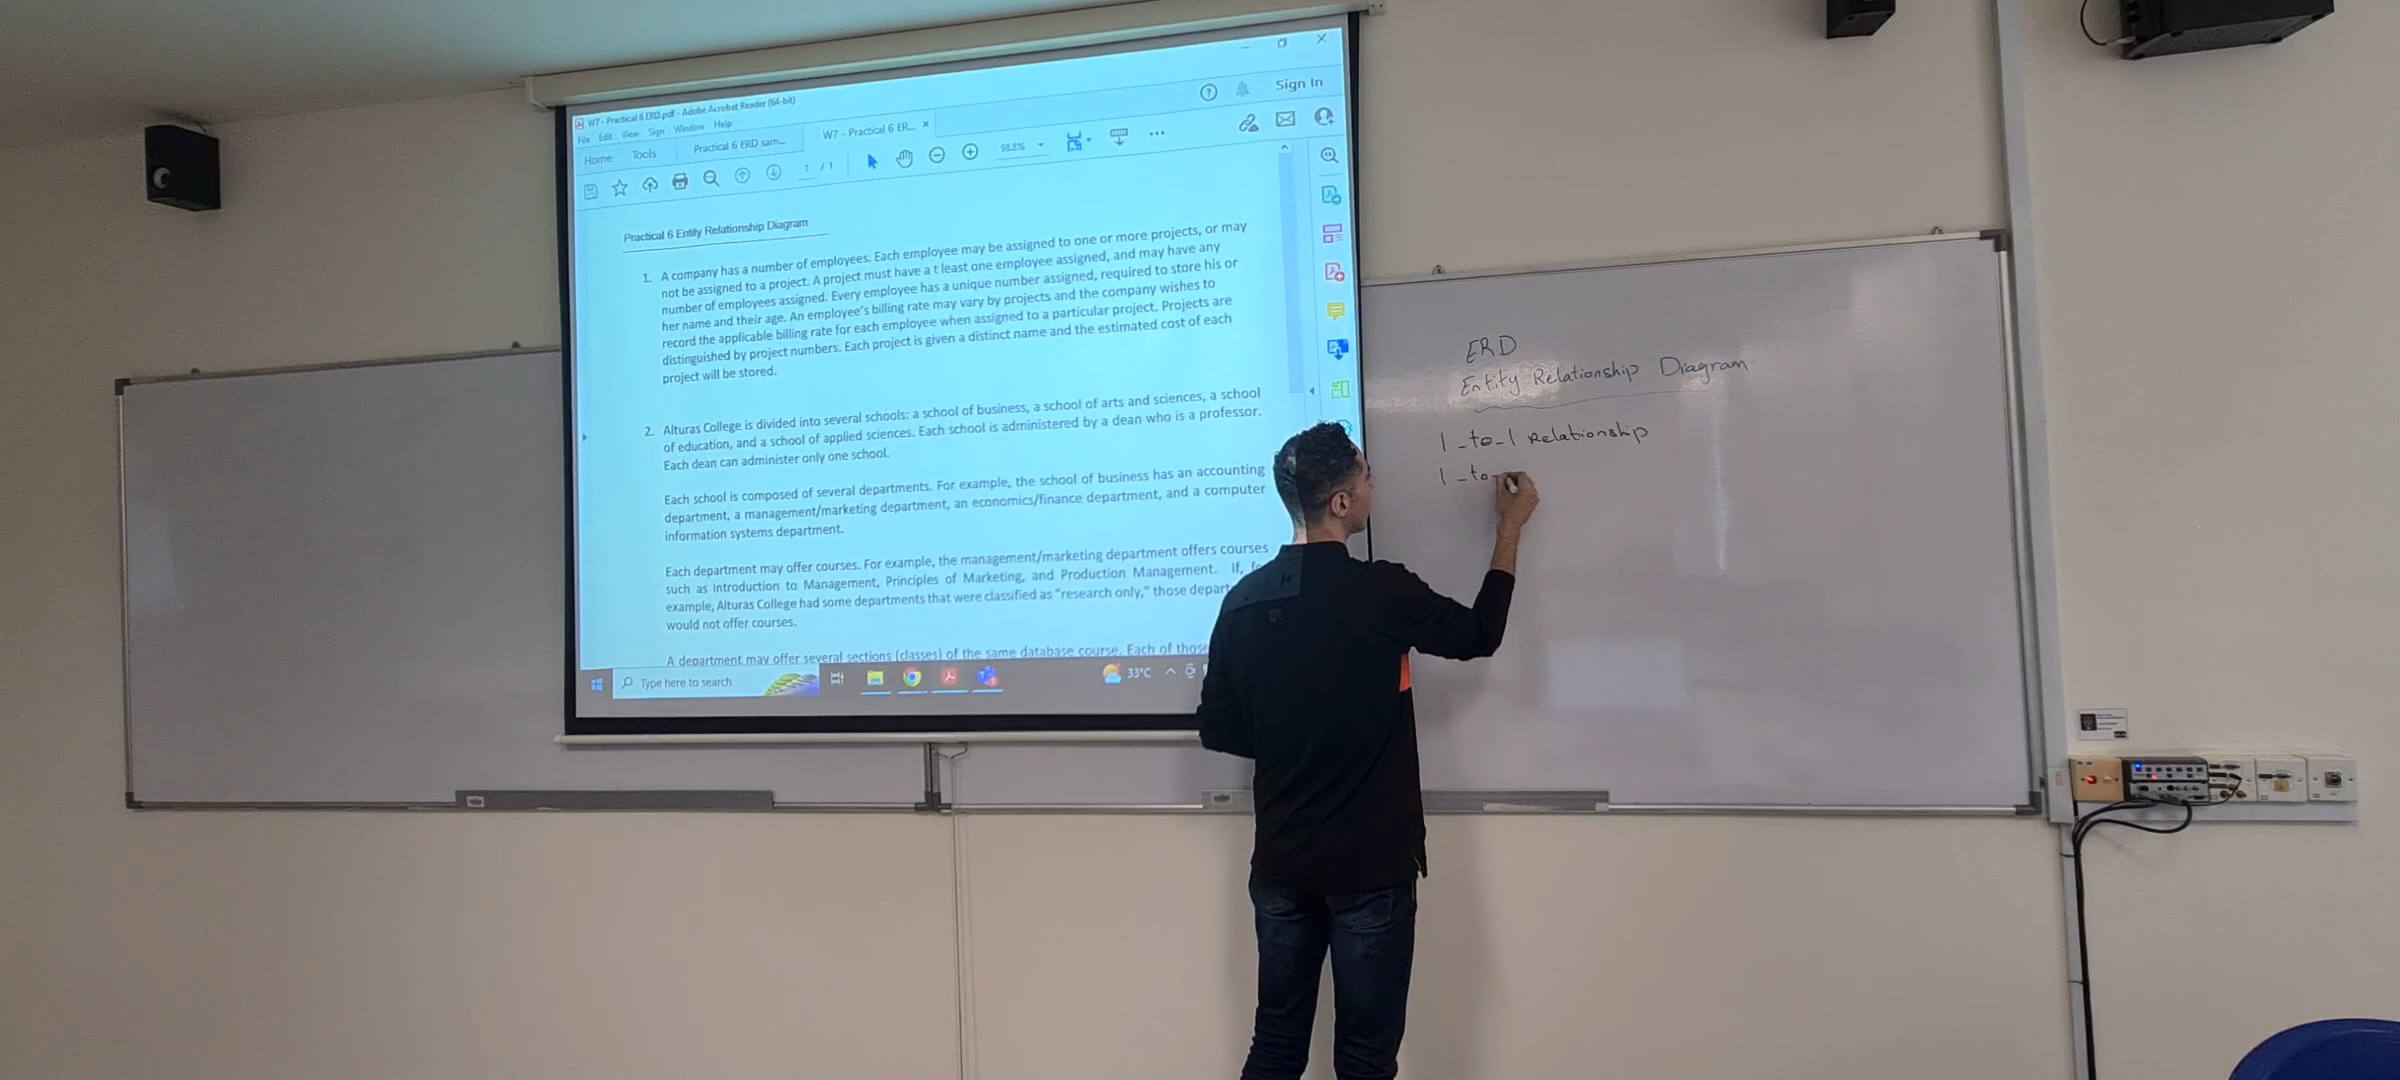 W7 - Practical 6 ERD.pdf - Adobe Acrobat Reader (64-bit)
File Edit View Sign Window Help
Home Tools Practical 6 ERD sam... W7 - Practical 6 ER... ×
Sign In
1 / 1
93.8%
Practical 6 Entity Relationship Diagram
1. A company has a number of employees. Each employee may be assigned to one or more projects, or may
not be assigned to a project. A project must have a t least one employee assigned, and may have any
number of employees assigned. Every employee has a unique number assigned, required to store his or
her name and their age. An employee's billing rate may vary by projects and the company wishes to
record the applicable billing rate for each employee when assigned to a particular project. Projects are
distinguished by project numbers. Each project is given a distinct name and the estimated cost of each
project will be stored.
2. Alturas College is divided into several schools: a school of business, a school of arts and sciences, a school
of education, and a school of applied sciences. Each school is administered by a dean who is a professor.
Each dean can administer only one school.
Each school is composed of several departments. For example, the school of business has an accounting
department, a management/marketing department, an economics/finance department, and a computer
information systems department.
Each department may offer courses. For example, the management/marketing department offers courses
such as Introduction to Management, Principles of Marketing, and Production Management. If,
example, Alturas College had some departments that were classified as "research only," those depart
would not offer courses.
A department may offer several sections (classes) of the same database course. Each of thos
Type here to search
33°C
ERD
Entity Relationship Diagram
1 - to - 1 Relationship
1 - to -